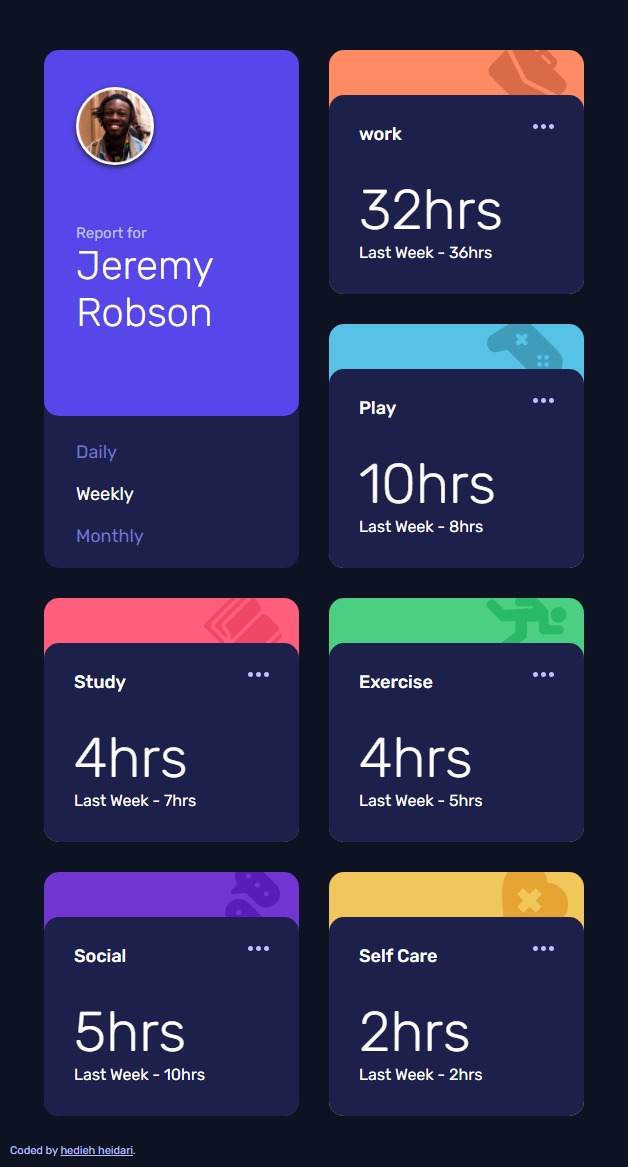 Report for
Jeremy
Robson
Daily
Weekly
Monthly
work
32hrs
Last Week - 36hrs
Play
10hrs
Last Week - 8hrs
Study
4hrs
Last Week - 7hrs
Exercise
4hrs
Last Week - 5hrs
Social
5hrs
Last Week - 10hrs
Self Care
2hrs
Last Week - 2hrs
Coded by hedieh heidari.